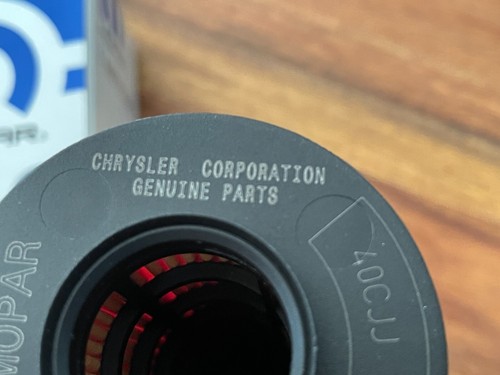 CHRYSLER CORPORATION
GENUINE PARTS
MOPAR
40CJJ